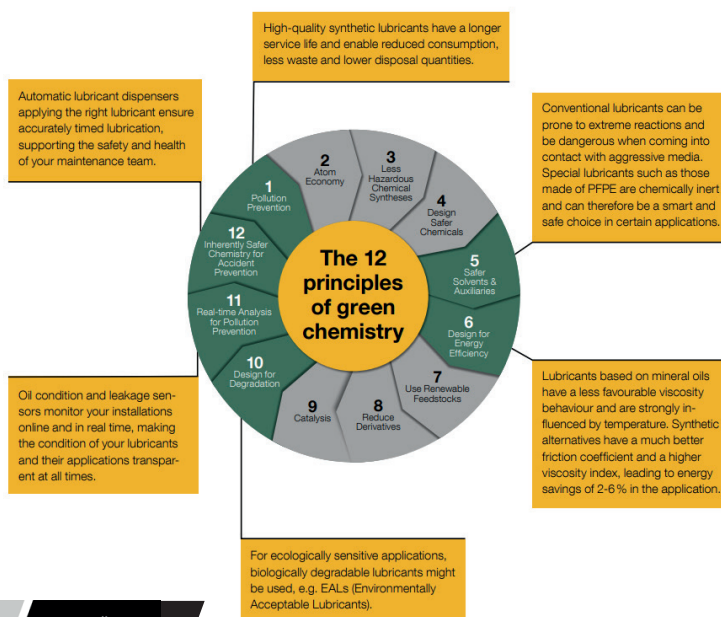 High-quality synthetic lubricants have a longer
service life and enable reduced consumption,
less waste and lower disposal quantities.
Automatic lubricant dispensers
applying the right lubricant ensure
accurately timed lubrication,
supporting the safety and health
of your maintenance team.
Conventional lubricants can be
prone to extreme reactions and
be dangerous when coming into
contact with aggressive media.
Special lubricants such as those
made of PFPE are chemically inert
and can therefore be a smart and
safe choice in certain applications.
The 12
principles
of green
chemistry
1
Pollution
Prevention
2
Atom
Economy
3
Less
Hazardous
Chemical
Syntheses
4
Design
Safer
Chemicals
5
Safer
Solvents &
Auxiliaries
6
Design for
Energy
Efficiency
7
Use Renewable
Feedstocks
8
Reduce
Derivatives
9
Catalysis
10
Design for
Degradation
11
Real-time Analysis
for Pollution
Prevention
12
Inherently Safer
Chemistry for
Accident
Prevention
Oil condition and leakage sen-
sors monitor your installations
online and in real time, making
the condition of your lubricants
and their applications transpar-
ent at all times.
Lubricants based on mineral oils
have a less favourable viscosity
behaviour and are strongly in-
fluenced by temperature. Synthetic
alternatives have a much better
friction coefficient and a higher
viscosity index, leading to energy
savings of 2-6 % in the application.
For ecologically sensitive applications,
biologically degradable lubricants might
be used, e.g. EALs (Environmentally
Acceptable Lubricants).